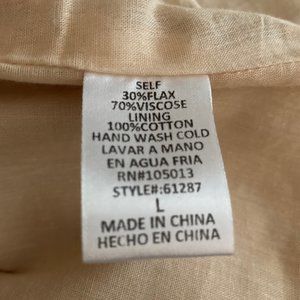 SELF
30%FLAX
70%VISCOSE
LINING
100%COTTON
HAND WASH COLD
LAVAR A MANO
EN AGUA FRIA
RN#105013
STYLE#:61287
L
MADE IN CHINA
HECHO EN CHINA